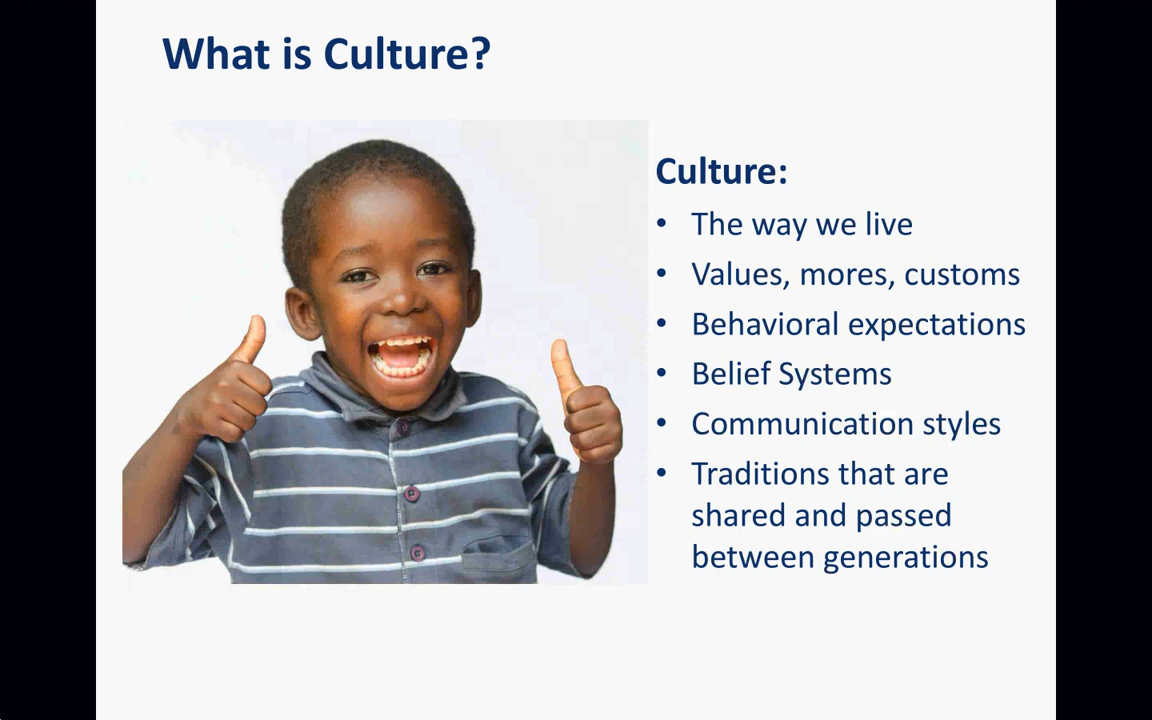 What is Culture?
Culture:
• The way we live
• Values, mores, customs
• Behavioral expectations
• Belief Systems
• Communication styles
• Traditions that are
shared and passed
between generations